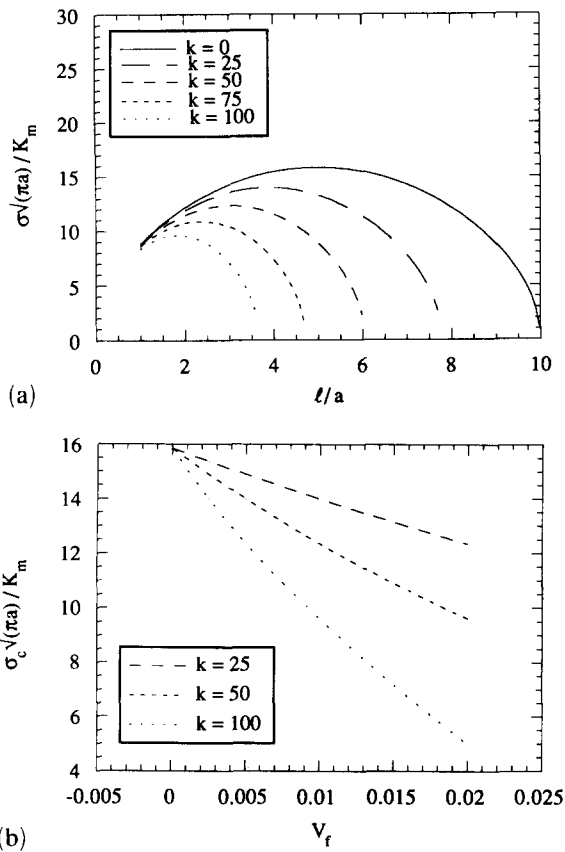 30
25
20
15
10
5
0
σ√(πa) / K_m
k = 0
k = 25
k = 50
k = 75
k = 100
0 2 4 6 8 10
(a)
ℓ/a
16
14
12
10
8
6
4
σ_c √(πa) / K_m
k = 25
k = 50
k = 100
-0.005 0 0.005 0.01 0.015 0.02 0.025
(b)
V_f